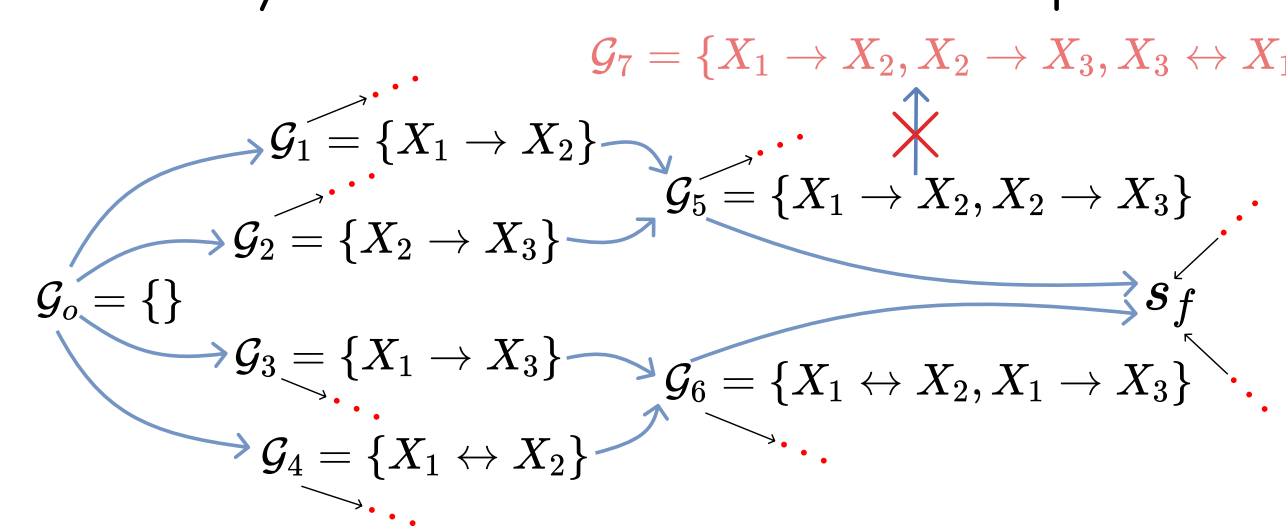 𝒢₇ = {X₁ → X₂, X₂ → X₃, X₃ ↔ X₁
𝒢₁ = {X₁ → X₂}
𝒢₅ = {X₁ → X₂, X₂ → X₃}
𝒢₂ = {X₂ → X₃}
𝒢ₒ = {}
s_f
𝒢₃ = {X₁ → X₃}
𝒢₆ = {X₁ ↔ X₂, X₁ → X₃}
𝒢₄ = {X₁ ↔ X₂}